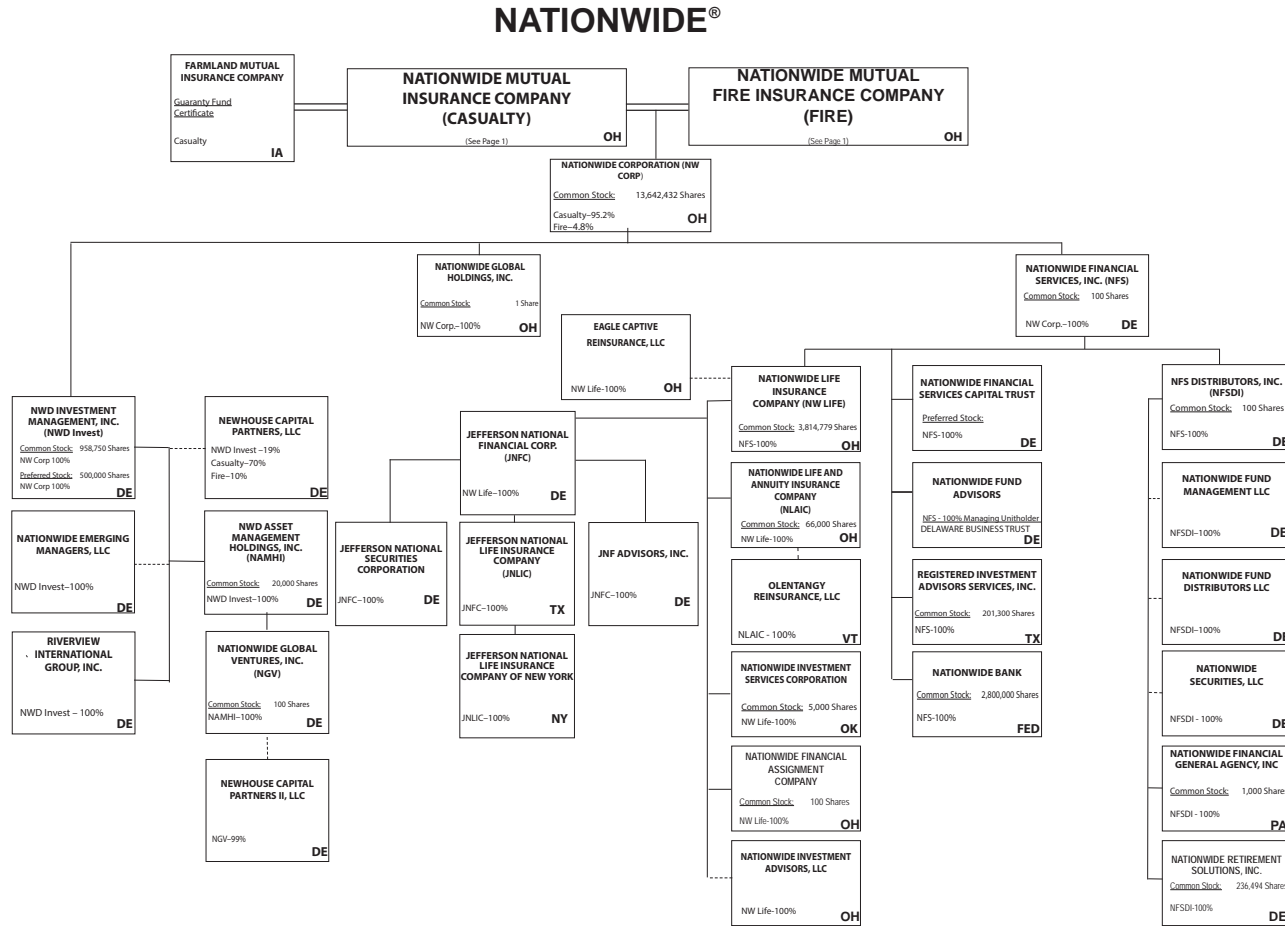 NATIONWIDE®
FARMLAND MUTUAL
INSURANCE COMPANY
Guaranty Fund
Certificate
Casualty
IA
NATIONWIDE MUTUAL
INSURANCE COMPANY
(CASUALTY)
(See Page 1)
OH
NATIONWIDE MUTUAL
FIRE INSURANCE COMPANY
(FIRE)
(See Page 1)
OH
NATIONWIDE CORPORATION (NW
CORP)
Common Stock: 13,642,432 Shares
Casualty–95.2%
Fire–4.8%
OH
NATIONWIDE GLOBAL
HOLDINGS, INC.
Common Stock: 1 Share
NW Corp.–100%
OH
NATIONWIDE FINANCIAL
SERVICES, INC. (NFS)
Common Stock: 100 Shares
NW Corp.–100%
DE
EAGLE CAPTIVE
REINSURANCE, LLC
NW Life-100%
OH
NWD INVESTMENT
MANAGEMENT, INC.
(NWD Invest)
Common Stock: 958,750 Shares
NW Corp 100%
Preferred Stock: 500,000 Shares
NW Corp 100%
DE
NEWHOUSE CAPITAL
PARTNERS, LLC
NWD Invest –19%
Casualty–70%
Fire–10%
DE
JEFFERSON NATIONAL
FINANCIAL CORP.
(JNFC)
NW Life–100%
DE
NATIONWIDE LIFE
INSURANCE
COMPANY (NW LIFE)
Common Stock: 3,814,779 Shares
NFS-100%
OH
NATIONWIDE FINANCIAL
SERVICES CAPITAL TRUST
Preferred Stock:
NFS-100%
DE
NFS DISTRIBUTORS, INC.
(NFSDI)
Common Stock: 100 Shares
NFS-100%
DE
NATIONWIDE EMERGING
MANAGERS, LLC
NWD Invest–100%
DE
NWD ASSET
MANAGEMENT
HOLDINGS, INC.
(NAMHI)
Common Stock: 20,000 Shares
NWD Invest–100%
DE
JEFFERSON NATIONAL
SECURITIES
CORPORATION
JNFC–100%
DE
JEFFERSON NATIONAL
LIFE INSURANCE
COMPANY
(JNLIC)
JNFC–100%
TX
JNF ADVISORS, INC.
JNFC–100%
DE
NATIONWIDE LIFE AND
ANNUITY INSURANCE
COMPANY
(NLAIC)
Common Stock: 66,000 Shares
NW Life-100%
OH
NATIONWIDE FUND
ADVISORS
NFS - 100% Managing Unitholder
DELAWARE BUSINESS TRUST
DE
NATIONWIDE FUND
MANAGEMENT LLC
NFSDI–100%
DE
RIVERVIEW
INTERNATIONAL
GROUP, INC.
NWD Invest – 100%
DE
NATIONWIDE GLOBAL
VENTURES, INC.
(NGV)
Common Stock: 100 Shares
NAMHI–100%
DE
JEFFERSON NATIONAL
LIFE INSURANCE
COMPANY OF NEW YORK
JNLIC–100%
NY
OLENTANGY
REINSURANCE, LLC
NLAIC - 100%
VT
REGISTERED INVESTMENT
ADVISORS SERVICES, INC.
Common Stock: 201,300 Shares
NFS-100%
TX
NATIONWIDE FUND
DISTRIBUTORS LLC
NFSDI–100%
DE
NEWHOUSE CAPITAL
PARTNERS II, LLC
NGV–99%
DE
NATIONWIDE INVESTMENT
SERVICES CORPORATION
Common Stock: 5,000 Shares
NW Life-100%
OK
NATIONWIDE BANK
Common Stock: 2,800,000 Shares
NFS-100%
FED
NATIONWIDE
SECURITIES, LLC
NFSDI - 100%
DE
NATIONWIDE FINANCIAL
ASSIGNMENT
COMPANY
Common Stock: 100 Shares
NW Life-100%
OH
NATIONWIDE FINANCIAL
GENERAL AGENCY, INC
Common Stock: 1,000 Shares
NFSDI - 100%
PA
NATIONWIDE INVESTMENT
ADVISORS, LLC
NW Life-100%
OH
NATIONWIDE RETIREMENT
SOLUTIONS, INC.
Common Stock: 236,494 Shares
NFSDI-100%
DE